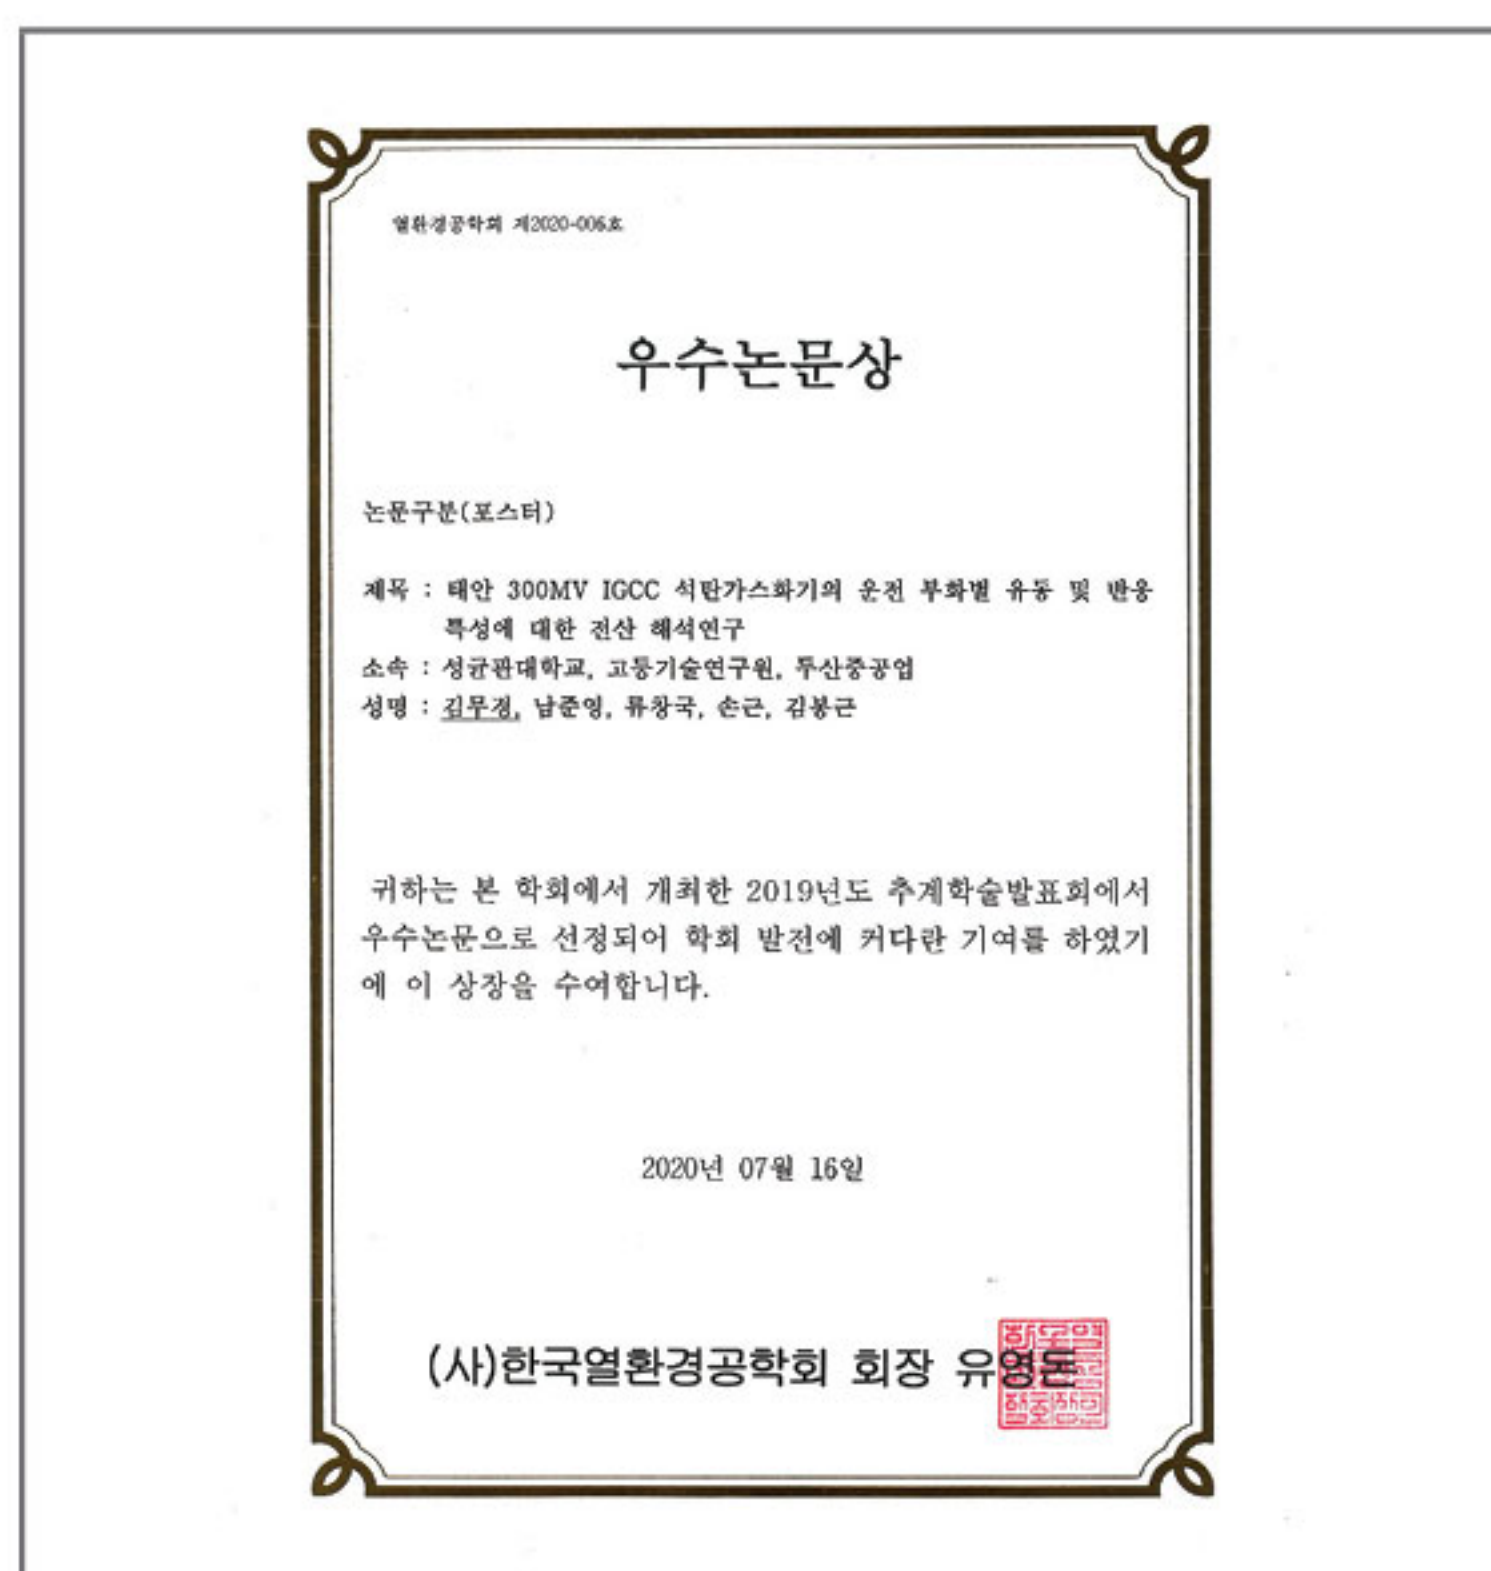 열환경공학회 제2020-006호
우수논문상
논문구분(포스터)
제목 : 태안 300MV IGCC 석탄가스화기의 운전 부화별 유동 및 반응
특성에 대한 전산 해석연구
소속 : 성균관대학교, 고등기술연구원, 두산중공업
성명 : 김무경, 남준영, 류창국, 손근, 김봉근
귀하는 본 학회에서 개최한 2019년도 추계학술발표회에서
우수논문으로 선정되어 학회 발전에 커다란 기여를 하였기
에 이 상장을 수여합니다.
2020년 07월 16일
(사)한국열환경공학회 회장 유영돈